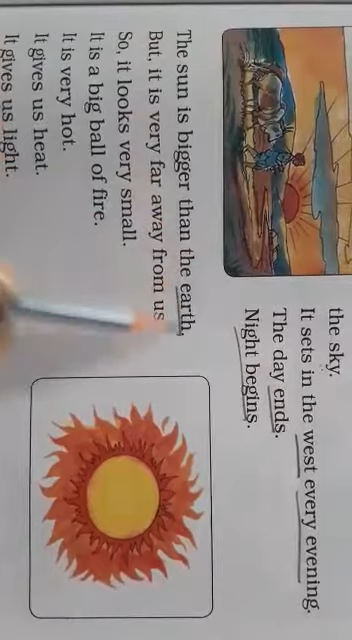 the sky.
It sets in the west every evening.
The day ends.
Night begins.
The sun is bigger than the earth,
But, it is very far away from us
So, it looks very small.
It is a big ball of fire.
It is very hot.
It gives us heat.
It gives us light.